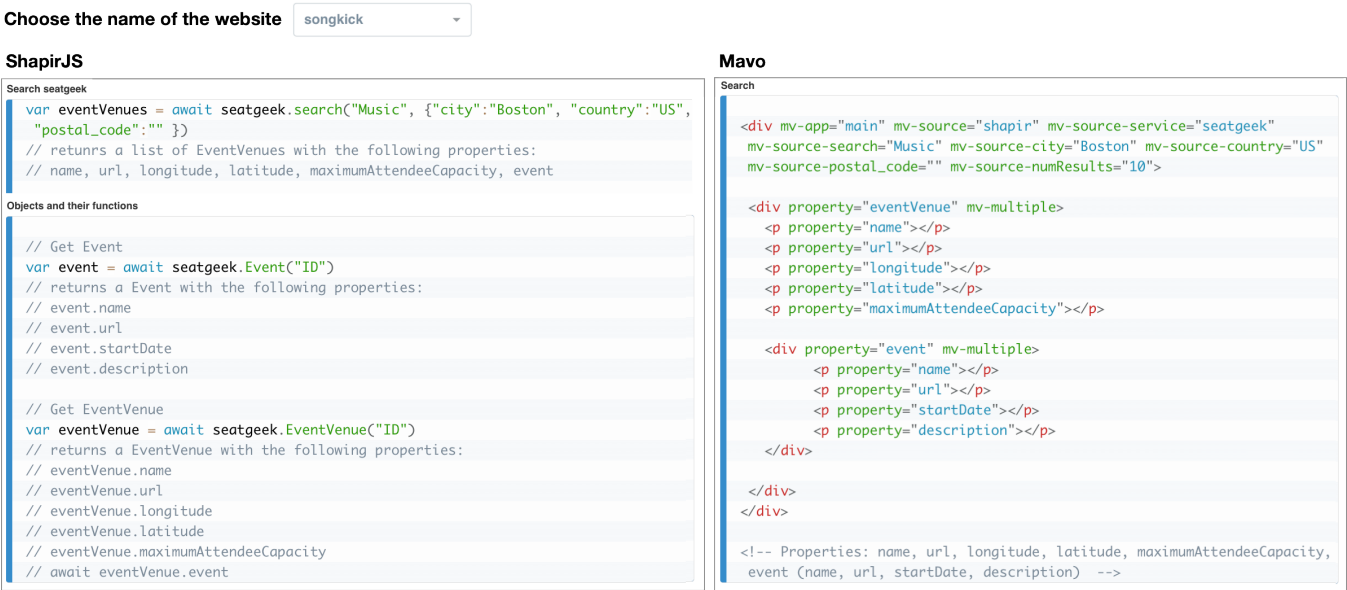 Choose the name of the website songkick
ShapirJS
Search seatgeek
var eventVenues = await seatgeek.search("Music", {"city":"Boston", "country":"US",
"postal_code":"" })
// retunrs a list of EventVenues with the following properties:
// name, url, longitude, latitude, maximumAttendeeCapacity, event
Objects and their functions
// Get Event
var event = await seatgeek.Event("ID")
// returns a Event with the following properties:
// event.name
// event.url
// event.startDate
// event.description
// Get EventVenue
var eventVenue = await seatgeek.EventVenue("ID")
// returns a EventVenue with the following properties:
// eventVenue.name
// eventVenue.url
// eventVenue.longitude
// eventVenue.latitude
// eventVenue.maximumAttendeeCapacity
// await eventVenue.event
Mavo
Search
<div mv-app="main" mv-source="shapir" mv-source-service="seatgeek"
mv-source-search="Music" mv-source-city="Boston" mv-source-country="US"
mv-source-postal_code="" mv-source-numResults="10">
<div property="eventVenue" mv-multiple>
<p property="name"></p>
<p property="url"></p>
<p property="longitude"></p>
<p property="latitude"></p>
<p property="maximumAttendeeCapacity"></p>
<div property="event" mv-multiple>
<p property="name"></p>
<p property="url"></p>
<p property="startDate"></p>
<p property="description"></p>
</div>
</div>
</div>
<!-- Properties: name, url, longitude, latitude, maximumAttendeeCapacity,
event (name, url, startDate, description) -->